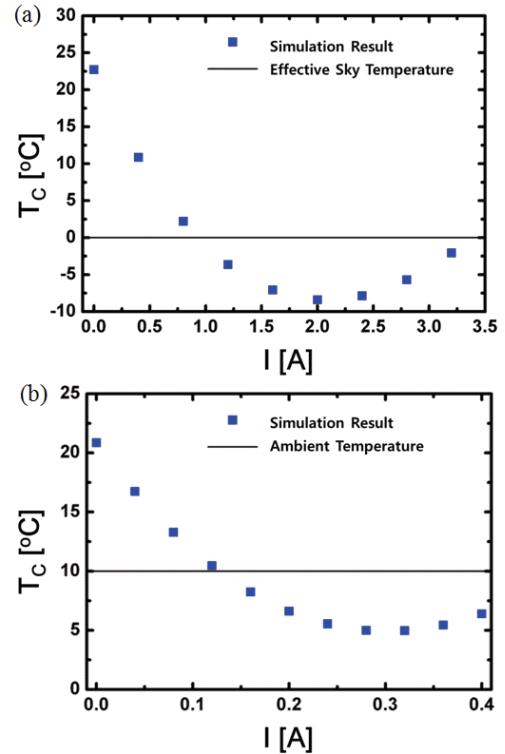 (a)
30
25
20
15
10
5
0
-5
-10
T_C [°C]
Simulation Result
Effective Sky Temperature
0.0 0.5 1.0 1.5 2.0 2.5 3.0 3.5
I [A]
(b)
25
20
15
10
5
0
T_C [°C]
Simulation Result
Ambient Temperature
0.0 0.1 0.2 0.3 0.4
I [A]